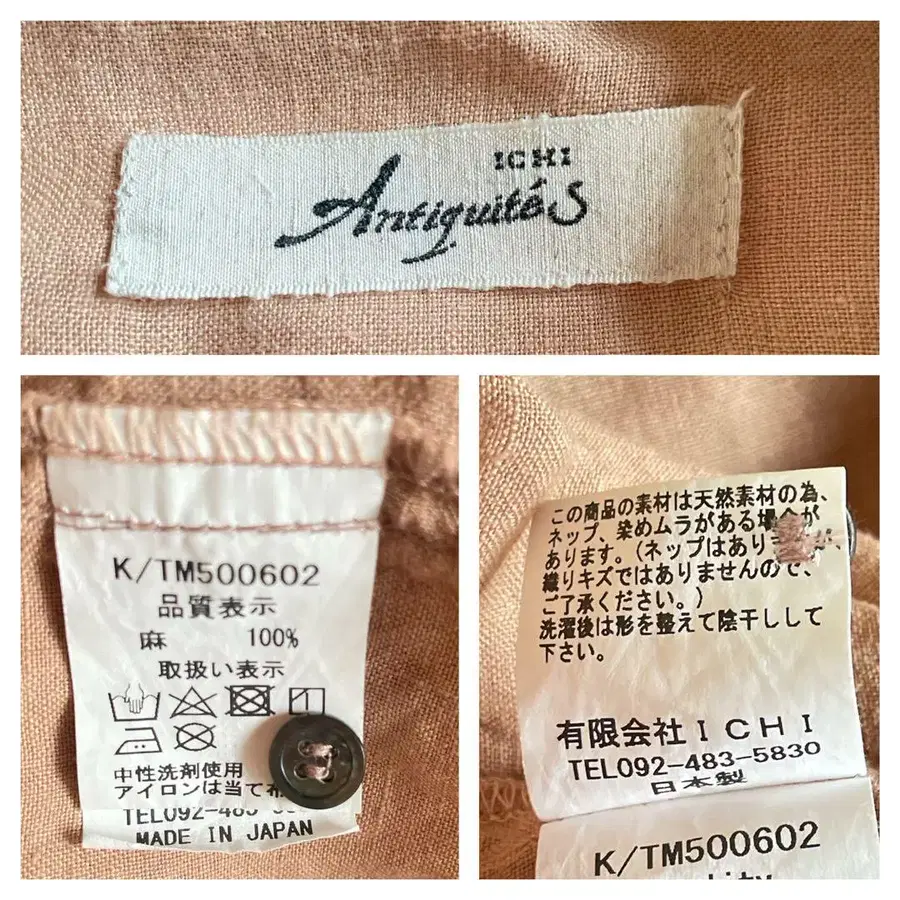 ICHI
Antiquités
K/TM500602
品質表示
麻 100%
取扱い表示
中性洗剤使用
アイロンは当て布
TEL092-483-
MADE IN JAPAN
この商品の素材は天然素材の為、
ネップ、染めムラがある場合が
あります。(ネップはあり
織りキズではありませんので、
ご了承ください。)
洗濯後は形を整えて陰干しして
下さい。
有限会社ICHI
TEL092-483-5830
日本製
K/TM500602